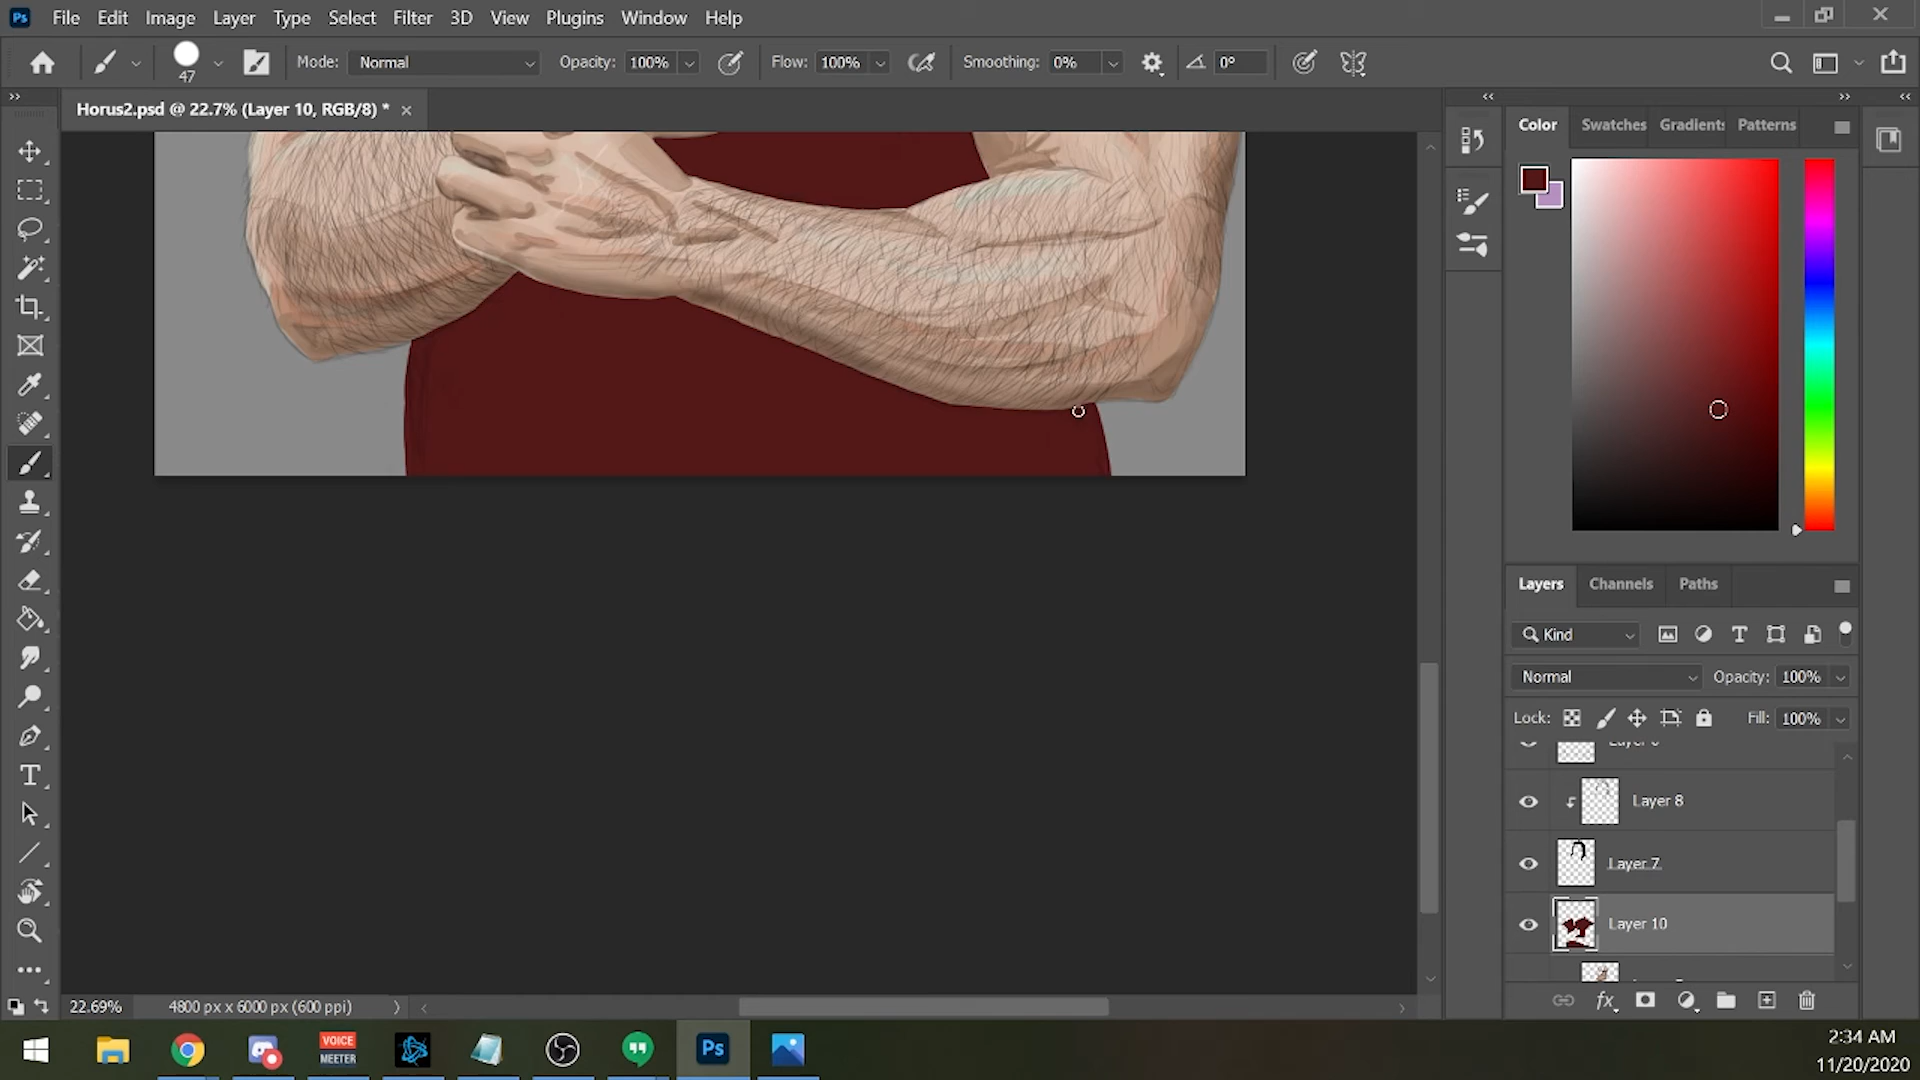 Ps File Edit Image Layer Type Select Filter 3D View Plugins Window Help
47 Mode: Normal Opacity: 100% Flow: 100% Smoothing: 0% 0°
Horus2.psd @ 22.7% (Layer 10, RGB/8) *
Color Swatches Gradients Patterns
Layers Channels Paths
Kind
Normal Opacity: 100%
Lock: Fill: 100%
Layer 8
Layer 7
Layer 10
22.69% 4800 px x 6000 px (600 ppi)
VOICE
MEETER
Ps
2:34 AM
11/20/2020